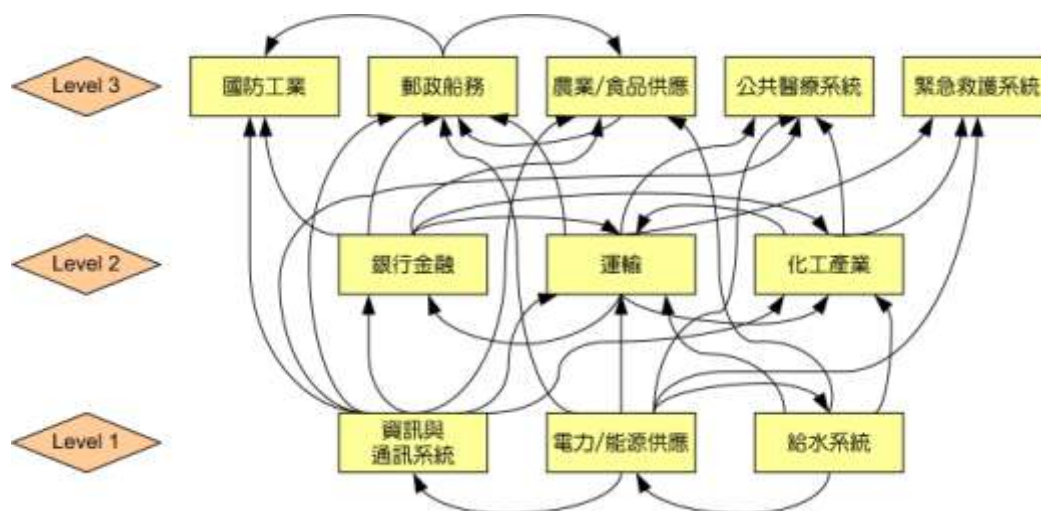 Level 3
國防工業
郵政船務
農業/食品供應
公共醫療系統
緊急救護系統
Level 2
銀行金融
運輸
化工產業
Level 1
資訊與
通訊系統
電力/能源供應
給水系統